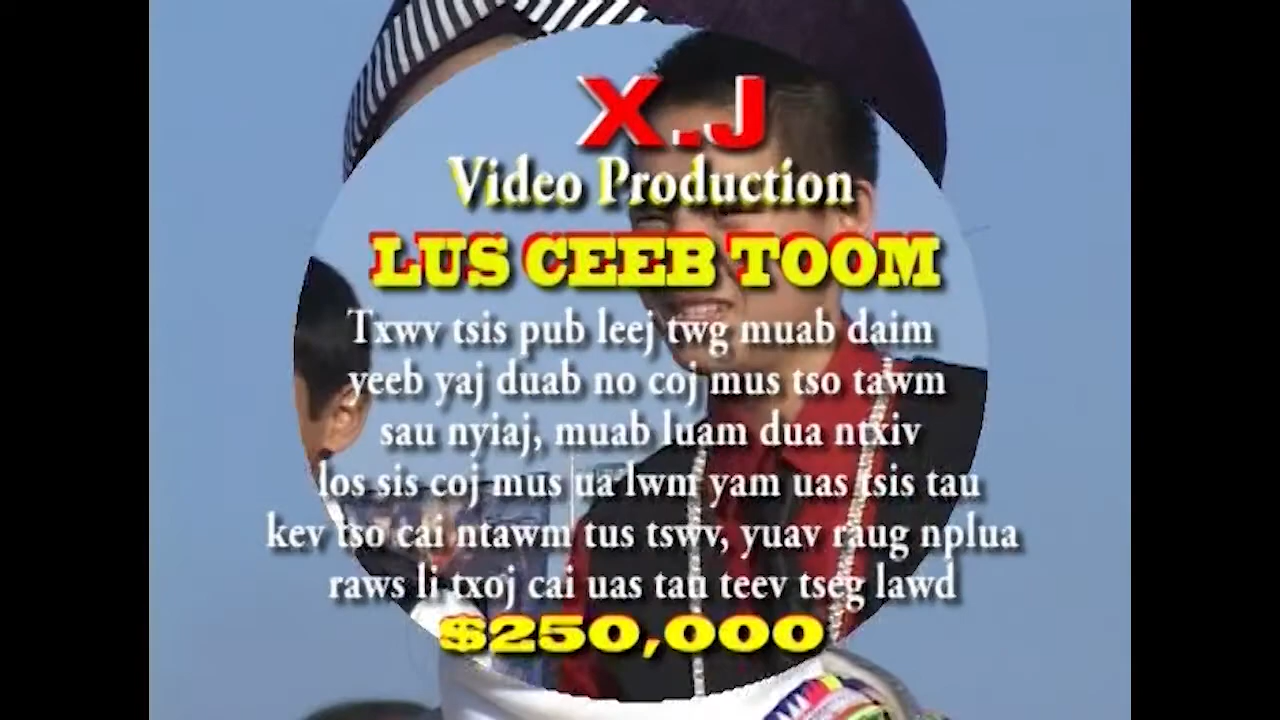 X.J
Video Production
LUS CEEB TOOM
Txwv tsis pub leej twg muab daim
yeeb yaj duab no coj mus tso tawm
sau nyiaj, muab luam dua ntxiv
los sis coj mus ua lwm yam uas tsis tau
kev tso cai ntawm tus tswv, yuav raug nplua
raws li txoj cai uas tau teev tseg lawd
$250,000